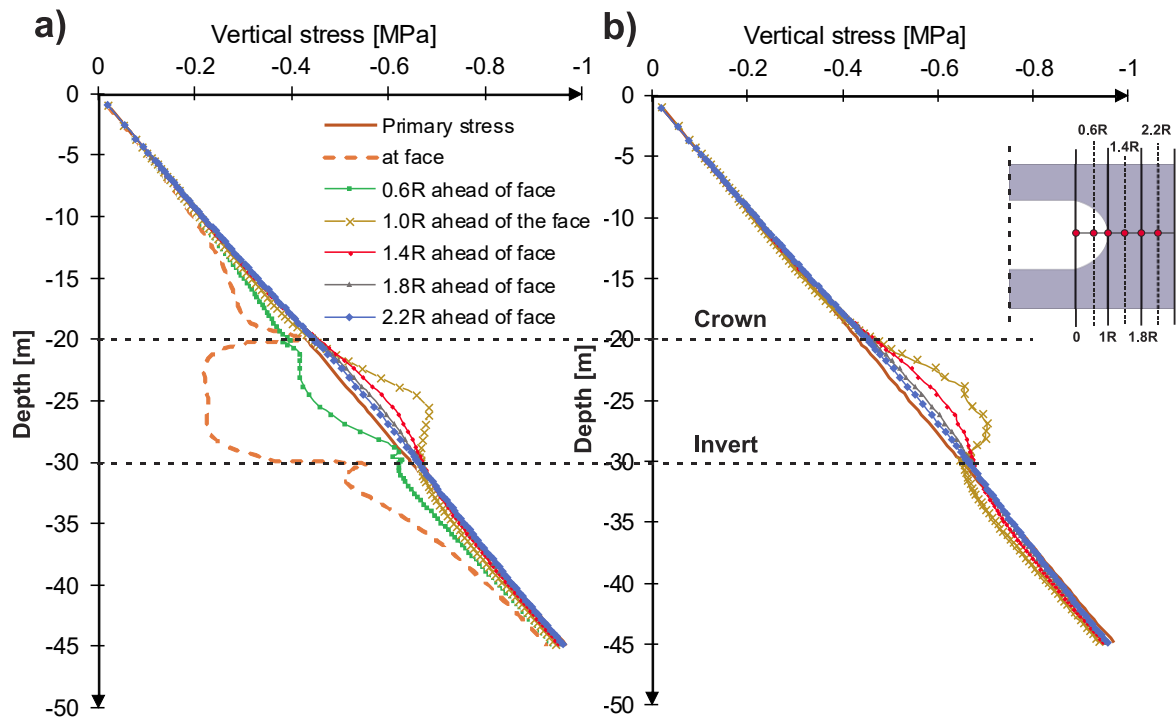 a)
Vertical stress [MPa]
0 -0.2 -0.4 -0.6 -0.8 -1
0
-5
-10
-15
-20
-25
-30
-35
-40
-45
-50
Depth [m]
Primary stress
at face
0.6R ahead of face
1.0R ahead of the face
1.4R ahead of face
1.8R ahead of face
2.2R ahead of face
b)
Vertical stress [MPa]
0 -0.2 -0.4 -0.6 -0.8 -1
0
-5
-10
-15
-20
-25
-30
-35
-40
-45
-50
Depth [m]
Crown
Invert
0.6R 2.2R
1.4R
0 1R 1.8R